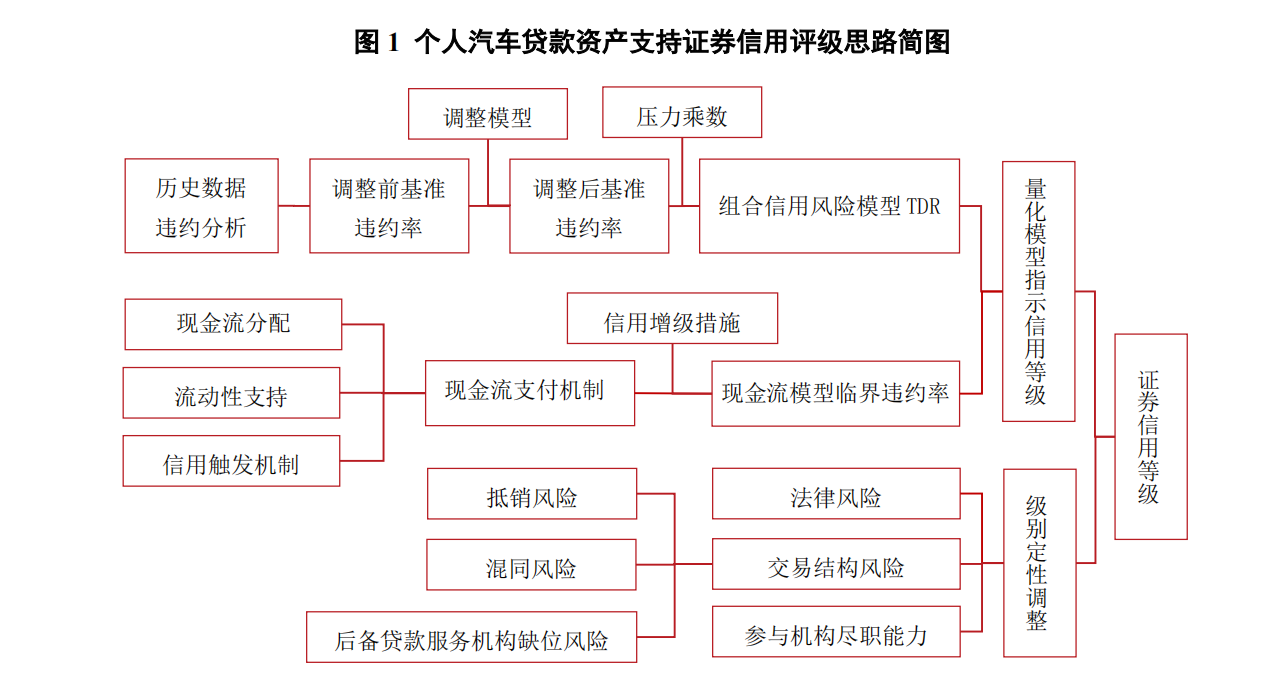 图 1 个人汽车贷款资产支持证券信用评级思路简图
调整模型
压力乘数
历史数据
违约分析
调整前基准
违约率
调整后基准
违约率
组合信用风险模型 TDR
量化模型指示信用等级
现金流分配
流动性支持
信用触发机制
现金流支付机制
信用增级措施
现金流模型临界违约率
证券信用等级
抵销风险
混同风险
后备贷款服务机构缺位风险
法律风险
交易结构风险
参与机构尽职能力
级别定性调整